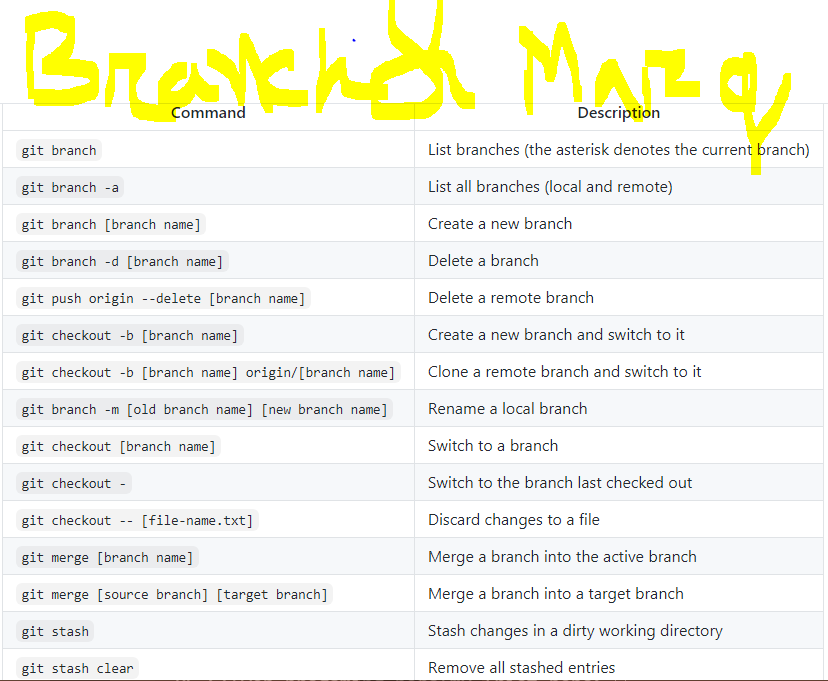 Command Description
git branch List branches (the asterisk denotes the current branch)
git branch -a List all branches (local and remote)
git branch [branch name] Create a new branch
git branch -d [branch name] Delete a branch
git push origin --delete [branch name] Delete a remote branch
git checkout -b [branch name] Create a new branch and switch to it
git checkout -b [branch name] origin/[branch name] Clone a remote branch and switch to it
git branch -m [old branch name] [new branch name] Rename a local branch
git checkout [branch name] Switch to a branch
git checkout - Switch to the branch last checked out
git checkout -- [file-name.txt] Discard changes to a file
git merge [branch name] Merge a branch into the active branch
git merge [source branch] [target branch] Merge a branch into a target branch
git stash Stash changes in a dirty working directory
git stash clear Remove all stashed entries